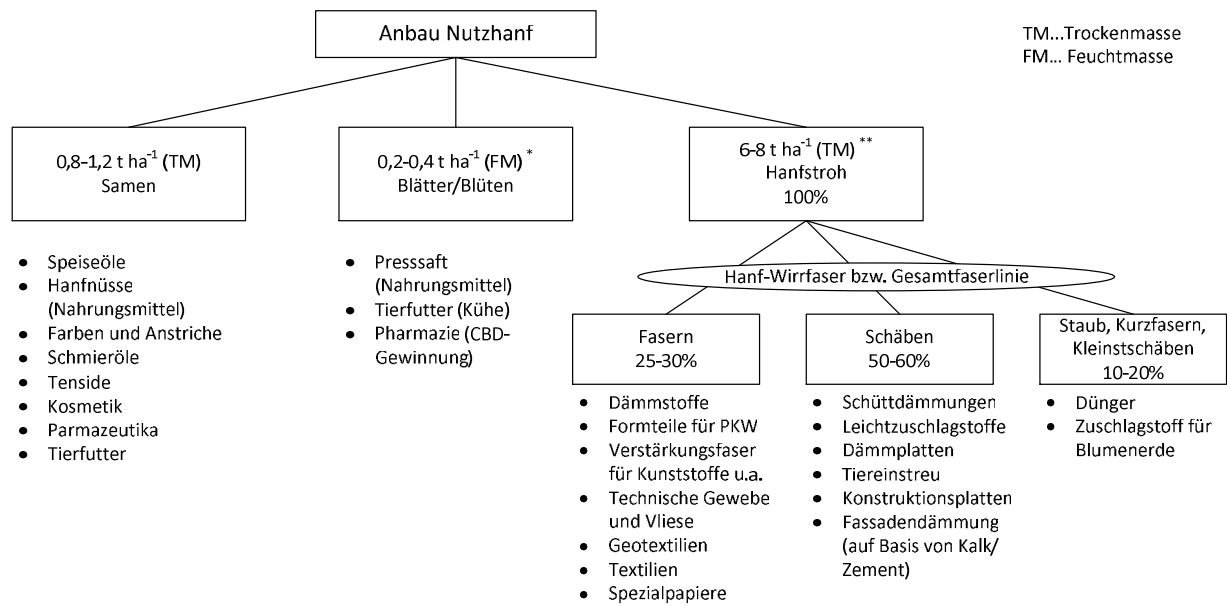 Anbau Nutzhanf
TM...Trockenmasse
FM... Feuchtmasse
0,8-1,2 t ha⁻¹ (TM)
Samen
0,2-0,4 t ha⁻¹ (FM) *
Blätter/Blüten
6-8 t ha⁻¹ (TM) **
Hanfstroh
100%
• Speiseöle
• Hanfnüsse
(Nahrungsmittel)
• Farben und Anstriche
• Schmieröle
• Tenside
• Kosmetik
• Parmazeutika
• Tierfutter
• Presssaft
(Nahrungsmittel)
• Tierfutter (Kühe)
• Pharmazie (CBD-
Gewinnung)
Hanf-Wirrfaser bzw. Gesamtfaserlinie
Fasern
25-30%
Schäben
50-60%
Staub, Kurzfasern,
Kleinstschäben
10-20%
• Dämmstoffe
• Formteile für PKW
• Verstärkungsfaser
für Kunststoffe u.a.
• Technische Gewebe
und Vliese
• Geotextilien
• Textilien
• Spezialpapiere
• Schüttdämmungen
• Leichtzuschlagstoffe
• Dämmplatten
• Tiereinstreu
• Konstruktionsplatten
• Fassadendämmung
(auf Basis von Kalk/
Zement)
• Dünger
• Zuschlagstoff für
Blumenerde